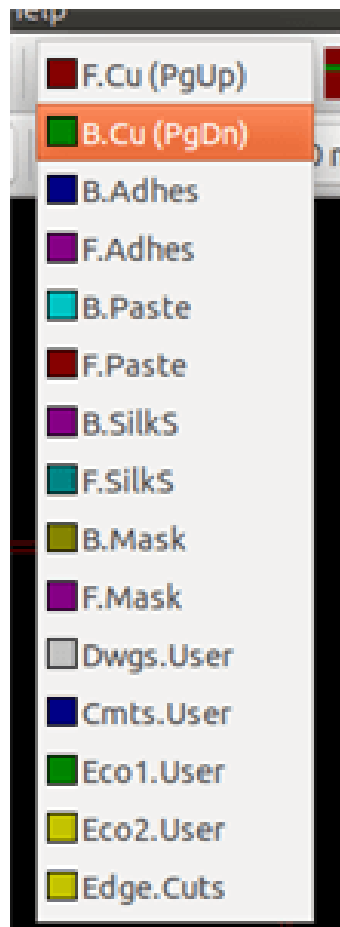 help
F.Cu (PgUp)
B.Cu (PgDn)
B.Adhes
F.Adhes
B.Paste
F.Paste
B.SilkS
F.SilkS
B.Mask
F.Mask
Dwgs.User
Cmts.User
Eco1.User
Eco2.User
Edge.Cuts